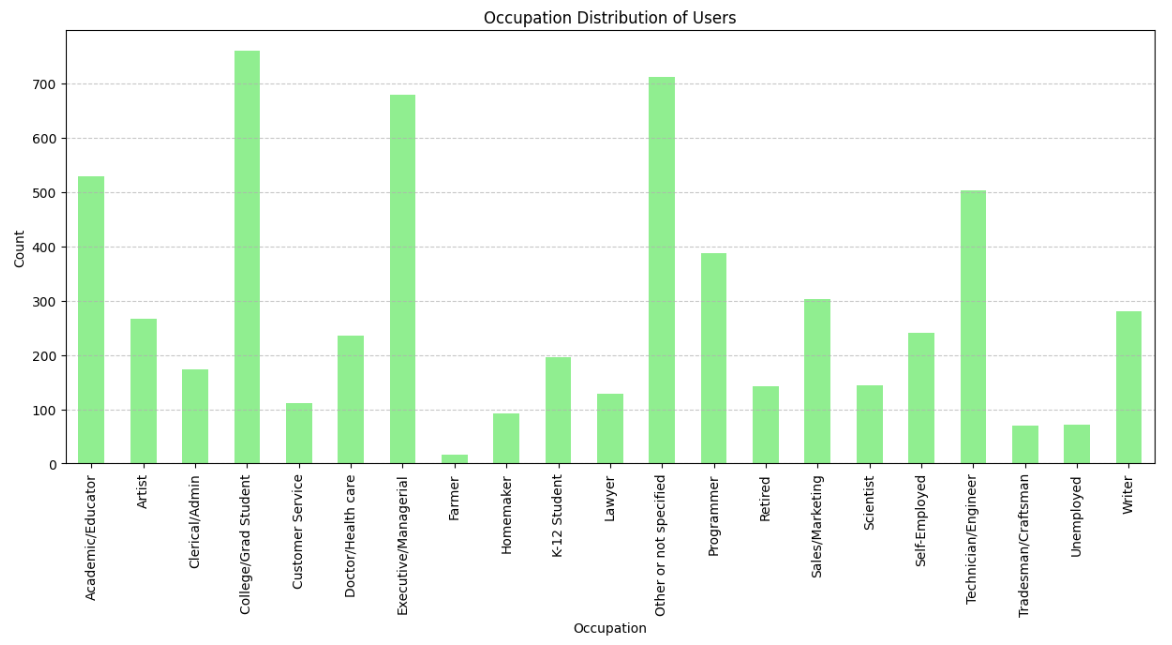 Occupation Distribution of Users
Count
700
600
500
400
300
200
100
0
Academic/Educator
Artist
Clerical/Admin
College/Grad Student
Customer Service
Doctor/Health care
Executive/Managerial
Farmer
Homemaker
K-12 Student
Lawyer
Other or not specified
Programmer
Retired
Sales/Marketing
Scientist
Self-Employed
Technician/Engineer
Tradesman/Craftsman
Unemployed
Writer
Occupation